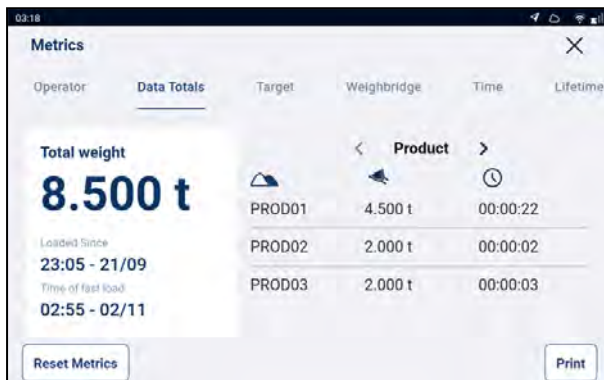 03:18
Metrics
Operator Data Totals Target Weighbridge Time Lifetime
Total weight
8.500 t
Loaded Since
23:05 - 21/09
Time of last load
02:55 - 02/11
Product
PROD01 4.500 t 00:00:22
PROD02 2.000 t 00:00:02
PROD03 2.000 t 00:00:03
Reset Metrics
Print